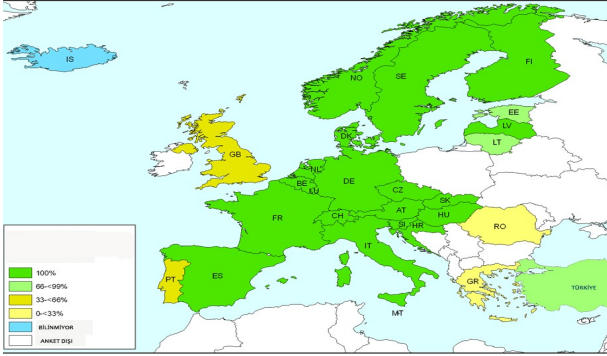 IS
NO
SE
FI
EE
LV
LT
DK
GB
NL
BE
LU
DE
CZ
SK
FR
CH
AT
HU
SI
HR
RO
IT
PT
ES
GR
TÜRKİYE
MT
CY
100%
66-<99%
33-<66%
0-<33%
BİLİNMİYOR
ANKET DIŞI